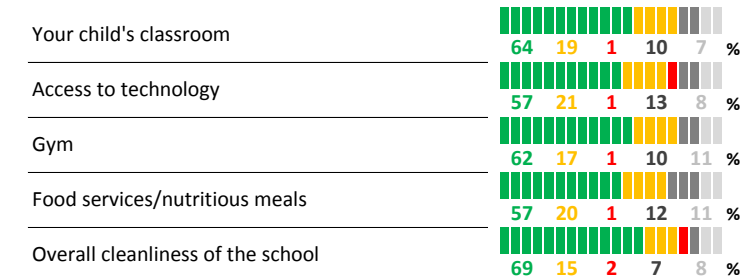 Your child's classroom
64 19 1 10 7 %
Access to technology
57 21 1 13 8 %
Gym
62 17 1 10 11 %
Food services/nutritious meals
57 20 1 12 11 %
Overall cleanliness of the school
69 15 2 7 8 %